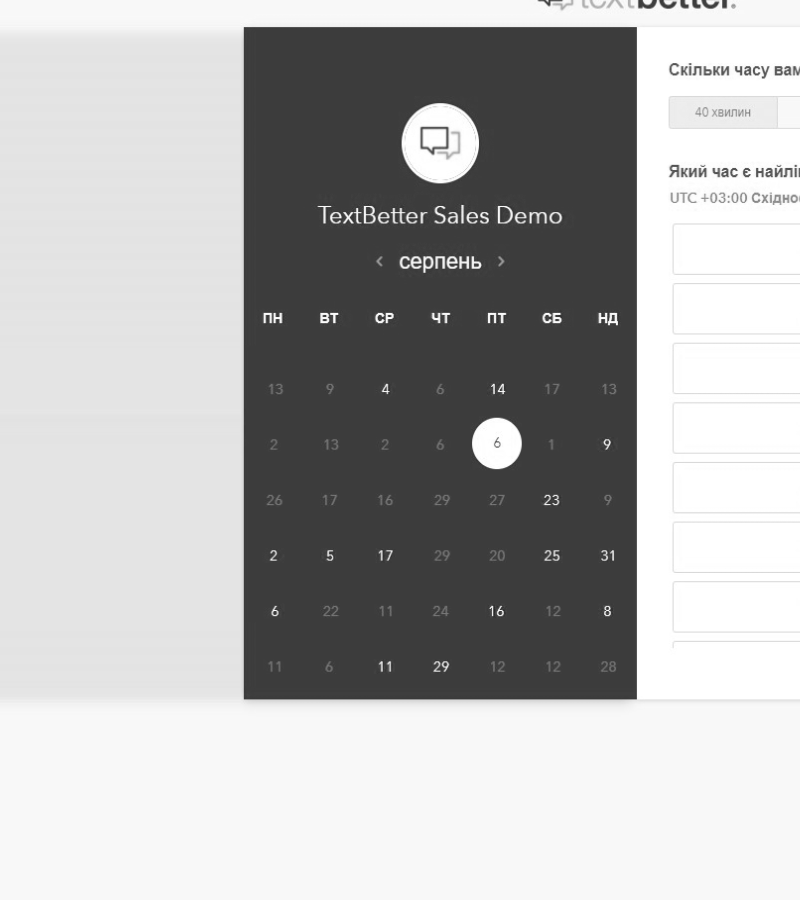 textbetter.
TextBetter Sales Demo
< серпень >
ПН ВТ СР ЧТ ПТ СБ НД
13 9 4 6 14 17 13
2 13 2 6 6 1 9
26 17 16 29 27 23 9
2 5 17 29 20 25 31
6 22 11 24 16 12 8
11 6 11 29 12 12 28
Скільки часу вам
40 хвилин
Який час є найлі
UTC +03:00 Східно